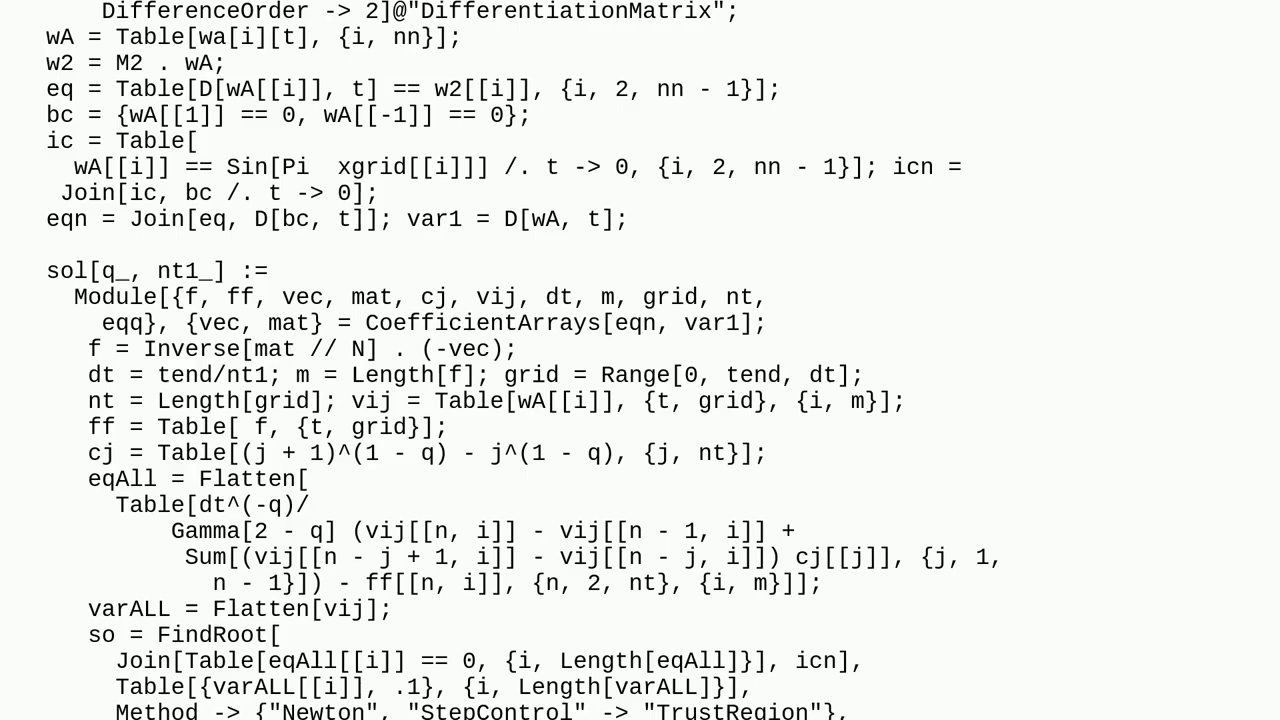 DifferenceOrder -> 2]@"DifferentiationMatrix";
wA = Table[wa[i][t], {i, nn}];
w2 = M2 . wA;
eq = Table[D[wA[[i]], t] == w2[[i]], {i, 2, nn - 1}];
bc = {wA[[1]] == 0, wA[[-1]] == 0};
ic = Table[
wA[[i]] == Sin[Pi  xgrid[[i]]] /. t -> 0, {i, 2, nn - 1}]; icn =
Join[ic, bc /. t -> 0];
eqn = Join[eq, D[bc, t]]; var1 = D[wA, t];
sol[q_, nt1_] :=
Module[{f, ff, vec, mat, cj, vij, dt, m, grid, nt,
eqq}, {vec, mat} = CoefficientArrays[eqn, var1];
f = Inverse[mat // N] . (-vec);
dt = tend/nt1; m = Length[f]; grid = Range[0, tend, dt];
nt = Length[grid]; vij = Table[wA[[i]], {t, grid}, {i, m}];
ff = Table[ f, {t, grid}];
cj = Table[(j + 1)^(1 - q) - j^(1 - q), {j, nt}];
eqAll = Flatten[
Table[dt^(-q)/
Gamma[2 - q] (vij[[n, i]] - vij[[n - 1, i]] +
Sum[(vij[[n - j + 1, i]] - vij[[n - j, i]]) cj[[j]], {j, 1,
n - 1}]) - ff[[n, i]], {n, 2, nt}, {i, m}]];
varALL = Flatten[vij];
so = FindRoot[
Join[Table[eqAll[[i]] == 0, {i, Length[eqAll]}], icn],
Table[{varALL[[i]], .1}, {i, Length[varALL]}],
Method -> {"Newton", "StepControl" -> "TrustRegion"},